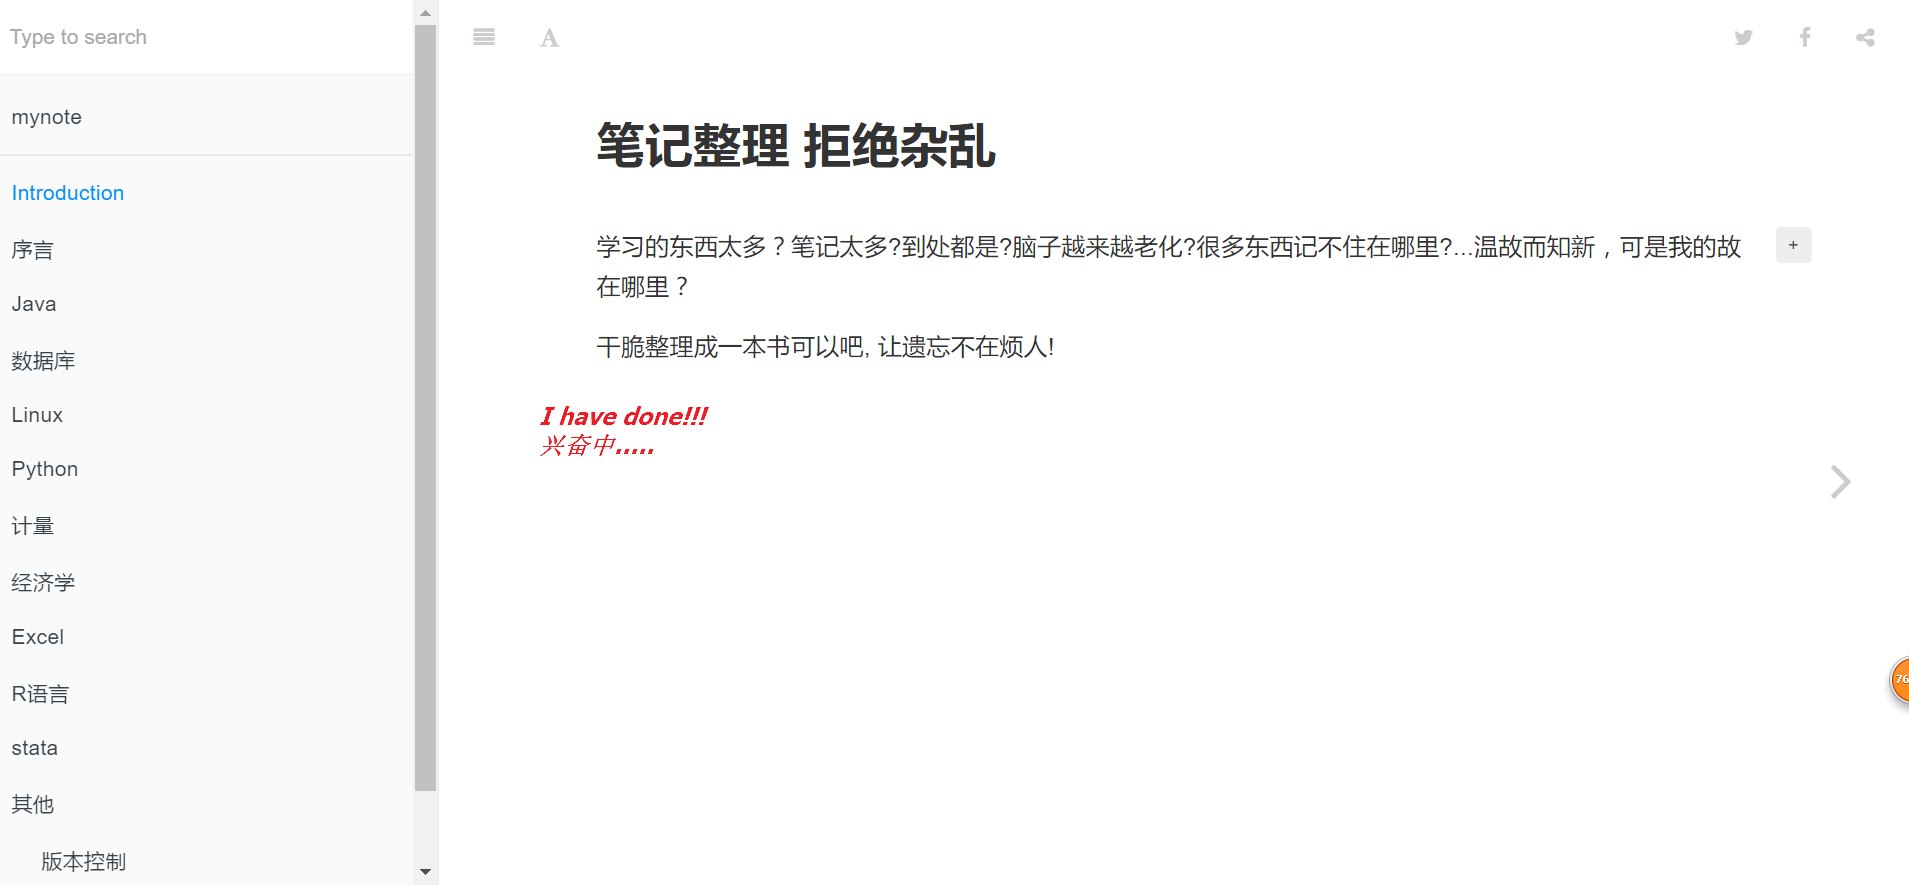 Type to search
mynote
Introduction
序言
Java
数据库
Linux
Python
计量
经济学
Excel
R语言
stata
其他
版本控制
A
笔记整理 拒绝杂乱
学习的东西太多？笔记太多?到处都是?脑子越来越老化?很多东西记不住在哪里?...温故而知新，可是我的故
在哪里？
+
干脆整理成一本书可以吧, 让遗忘不在烦人!
I have done!!!
兴奋中.....
76